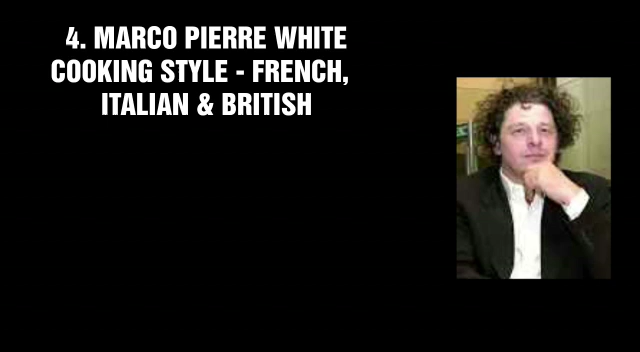 4. MARCO PIERRE WHITE
COOKING STYLE - FRENCH,
ITALIAN & BRITISH